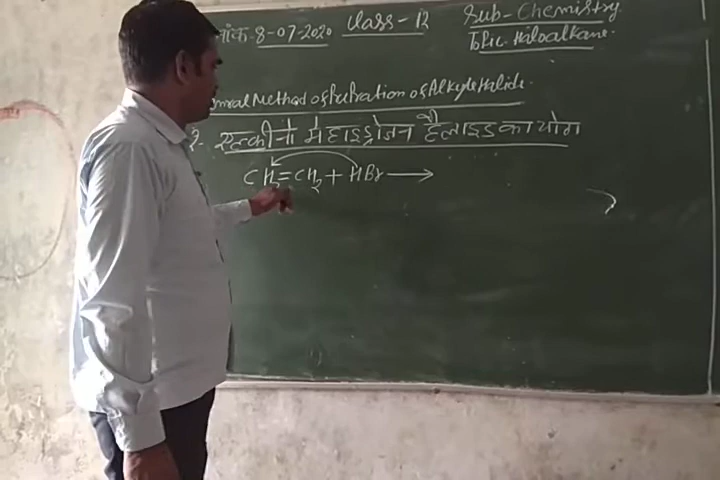 नांक-8-07-2020 Class-12 Sub-Chemistry
Topic-Haloalkane.
Method of Prepration of Alkyle Halide.
2- एल्कीनो मे हाइड्रोजन हैलाइड का योग
CH2=CH2+HBr→